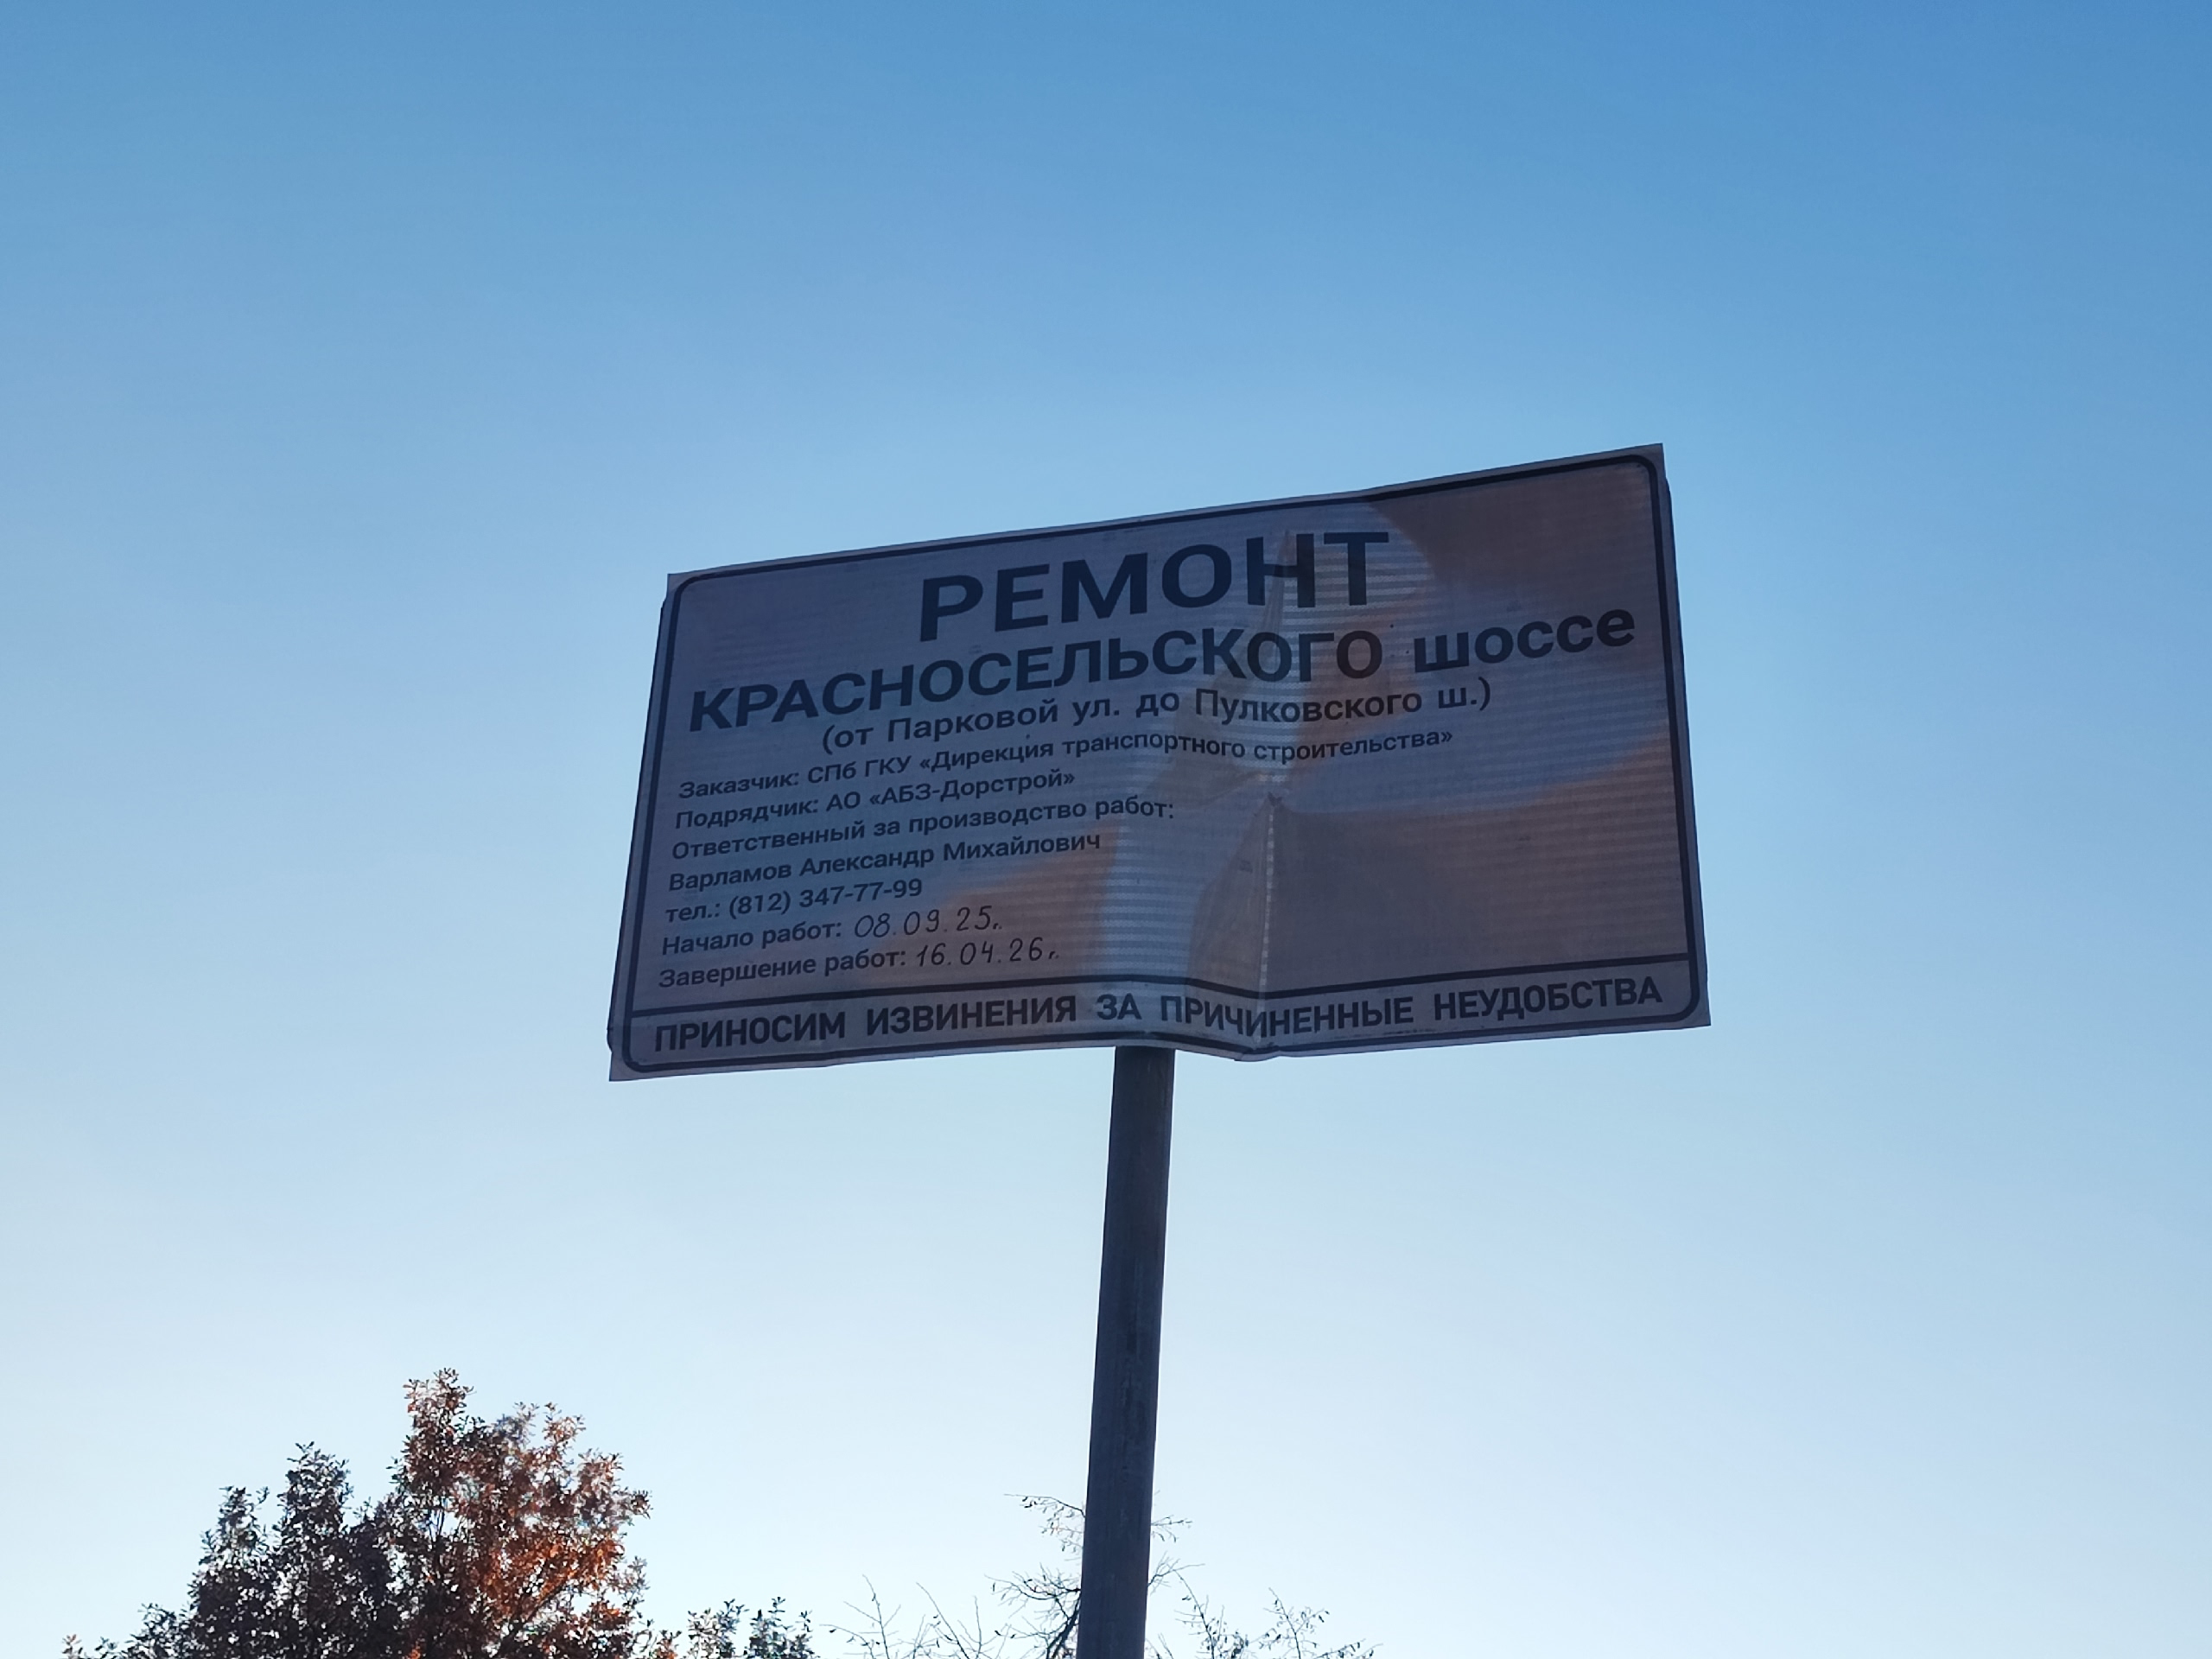 РЕМОНТ
КРАСНОСЕЛЬСКОГО шоссе
(от Парковой ул. до Пулковского ш.)
Заказчик: СПб ГКУ «Дирекция транспортного строительства»
Подрядчик: АО «АБЗ-Дорстрой»
Ответственный за производство работ:
Варламов Александр Михайлович
тел.: (812) 347-77-99
Начало работ: 08.09.25г.
Завершение работ: 16.04.26г.
ПРИНОСИМ ИЗВИНЕНИЯ ЗА ПРИЧИНЕННЫЕ НЕУДОБСТВА